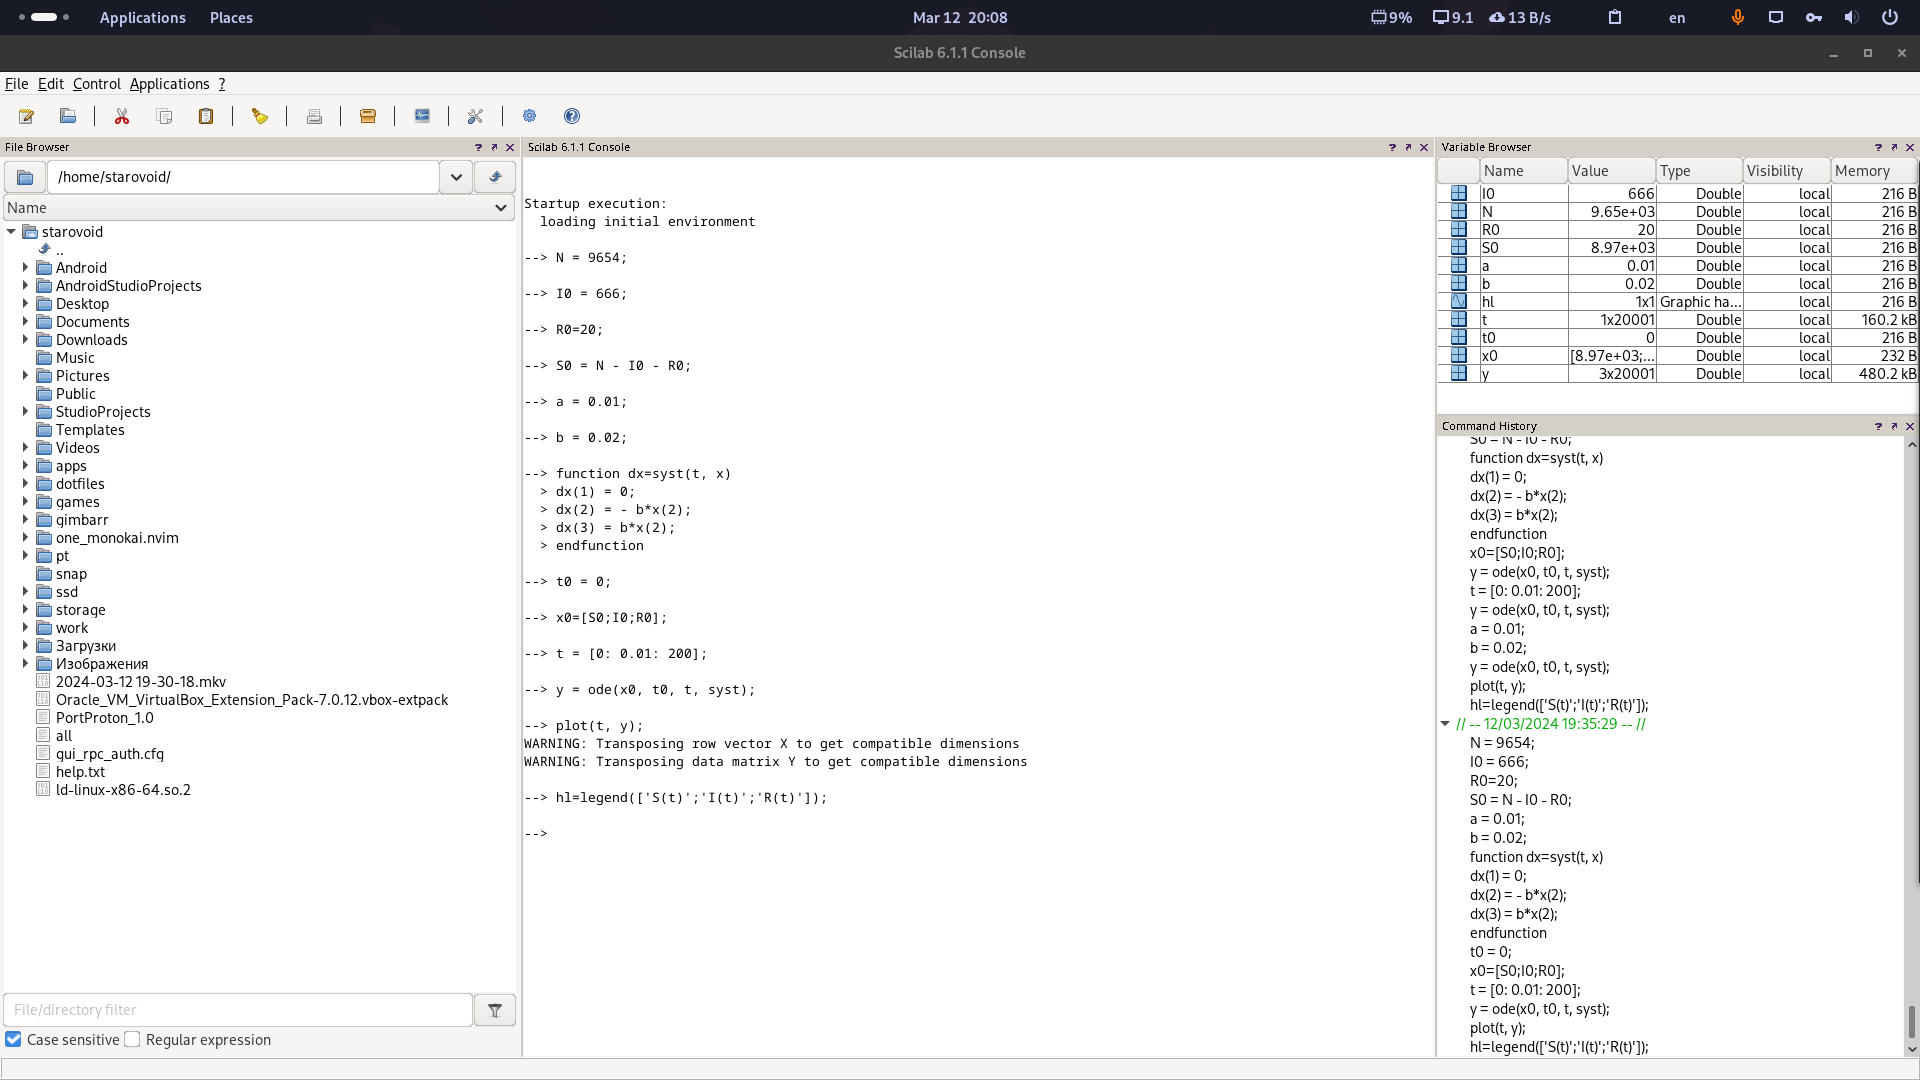 Applications Places
Mar 12 20:08
9% 9.1 13 B/s en
Scilab 6.1.1 Console
File Edit Control Applications ?
File Browser
/home/starovoid/
Name
starovoid
..
Android
AndroidStudioProjects
Desktop
Documents
Downloads
Music
Pictures
Public
StudioProjects
Templates
Videos
apps
dotfiles
games
gimbarr
one_monokai.nvim
pt
snap
ssd
storage
work
Загрузки
Изображения
2024-03-12 19-30-18.mkv
Oracle_VM_VirtualBox_Extension_Pack-7.0.12.vbox-extpack
PortProton_1.0
all
gui_rpc_auth.cfg
help.txt
ld-linux-x86-64.so.2
File/directory filter
Case sensitive Regular expression
Scilab 6.1.1 Console
Startup execution:
loading initial environment
--> N = 9654;
--> I0 = 666;
--> R0=20;
--> S0 = N - I0 - R0;
--> a = 0.01;
--> b = 0.02;
--> function dx=syst(t, x)
> dx(1) = 0;
> dx(2) = - b*x(2);
> dx(3) = b*x(2);
> endfunction
--> t0 = 0;
--> x0=[S0;I0;R0];
--> t = [0: 0.01: 200];
--> y = ode(x0, t0, t, syst);
--> plot(t, y);
WARNING: Transposing row vector X to get compatible dimensions
WARNING: Transposing data matrix Y to get compatible dimensions
--> hl=legend(['S(t)';'I(t)';'R(t)']);
-->
Variable Browser
Name Value Type Visibility Memory
I0 666 Double local 216 B
N 9.65e+03 Double local 216 B
R0 20 Double local 216 B
S0 8.97e+03 Double local 216 B
a 0.01 Double local 216 B
b 0.02 Double local 216 B
hl 1x1 Graphic ha... local 216 B
t 1x20001 Double local 160.2 kB
t0 0 Double local 216 B
x0 [8.97e+03;... Double local 232 B
y 3x20001 Double local 480.2 kB
Command History
S0 = N - I0 - R0;
function dx=syst(t, x)
dx(1) = 0;
dx(2) = - b*x(2);
dx(3) = b*x(2);
endfunction
x0=[S0;I0;R0];
y = ode(x0, t0, t, syst);
t = [0: 0.01: 200];
y = ode(x0, t0, t, syst);
a = 0.01;
b = 0.02;
y = ode(x0, t0, t, syst);
plot(t, y);
hl=legend(['S(t)';'I(t)';'R(t)']);
// -- 12/03/2024 19:35:29 -- //
N = 9654;
I0 = 666;
R0=20;
S0 = N - I0 - R0;
a = 0.01;
b = 0.02;
function dx=syst(t, x)
dx(1) = 0;
dx(2) = - b*x(2);
dx(3) = b*x(2);
endfunction
t0 = 0;
x0=[S0;I0;R0];
t = [0: 0.01: 200];
y = ode(x0, t0, t, syst);
plot(t, y);
hl=legend(['S(t)';'I(t)';'R(t)']);